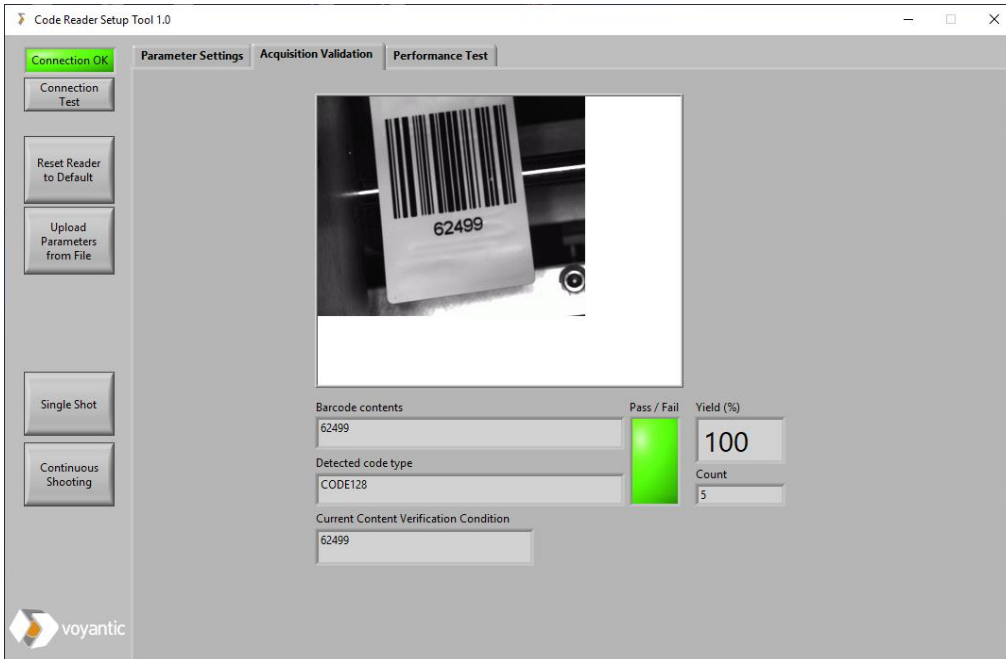 Code Reader Setup Tool 1.0
Connection OK
Connection
Test
Reset Reader
to Default
Upload
Parameters
from File
Single Shot
Continuous
Shooting
voyantic
Parameter Settings
Acquisition Validation
Performance Test
62499
Barcode contents
62499
Detected code type
CODE128
Current Content Verification Condition
62499
Pass / Fail
Yield (%)
100
Count
5